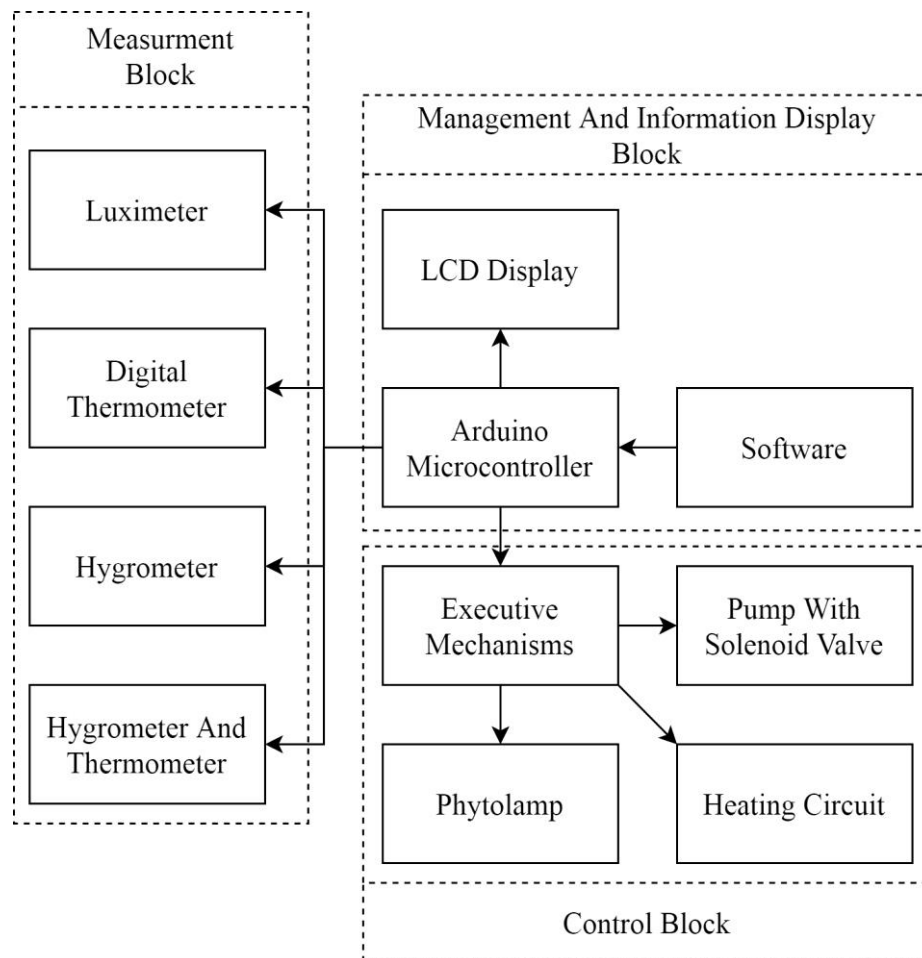 Measurment
Block
Luximeter
Digital
Thermometer
Hygrometer
Hygrometer And
Thermometer
Management And Information Display
Block
LCD Display
Arduino
Microcontroller
Software
Executive
Mechanisms
Pump With
Solenoid Valve
Phytolamp
Heating Circuit
Control Block